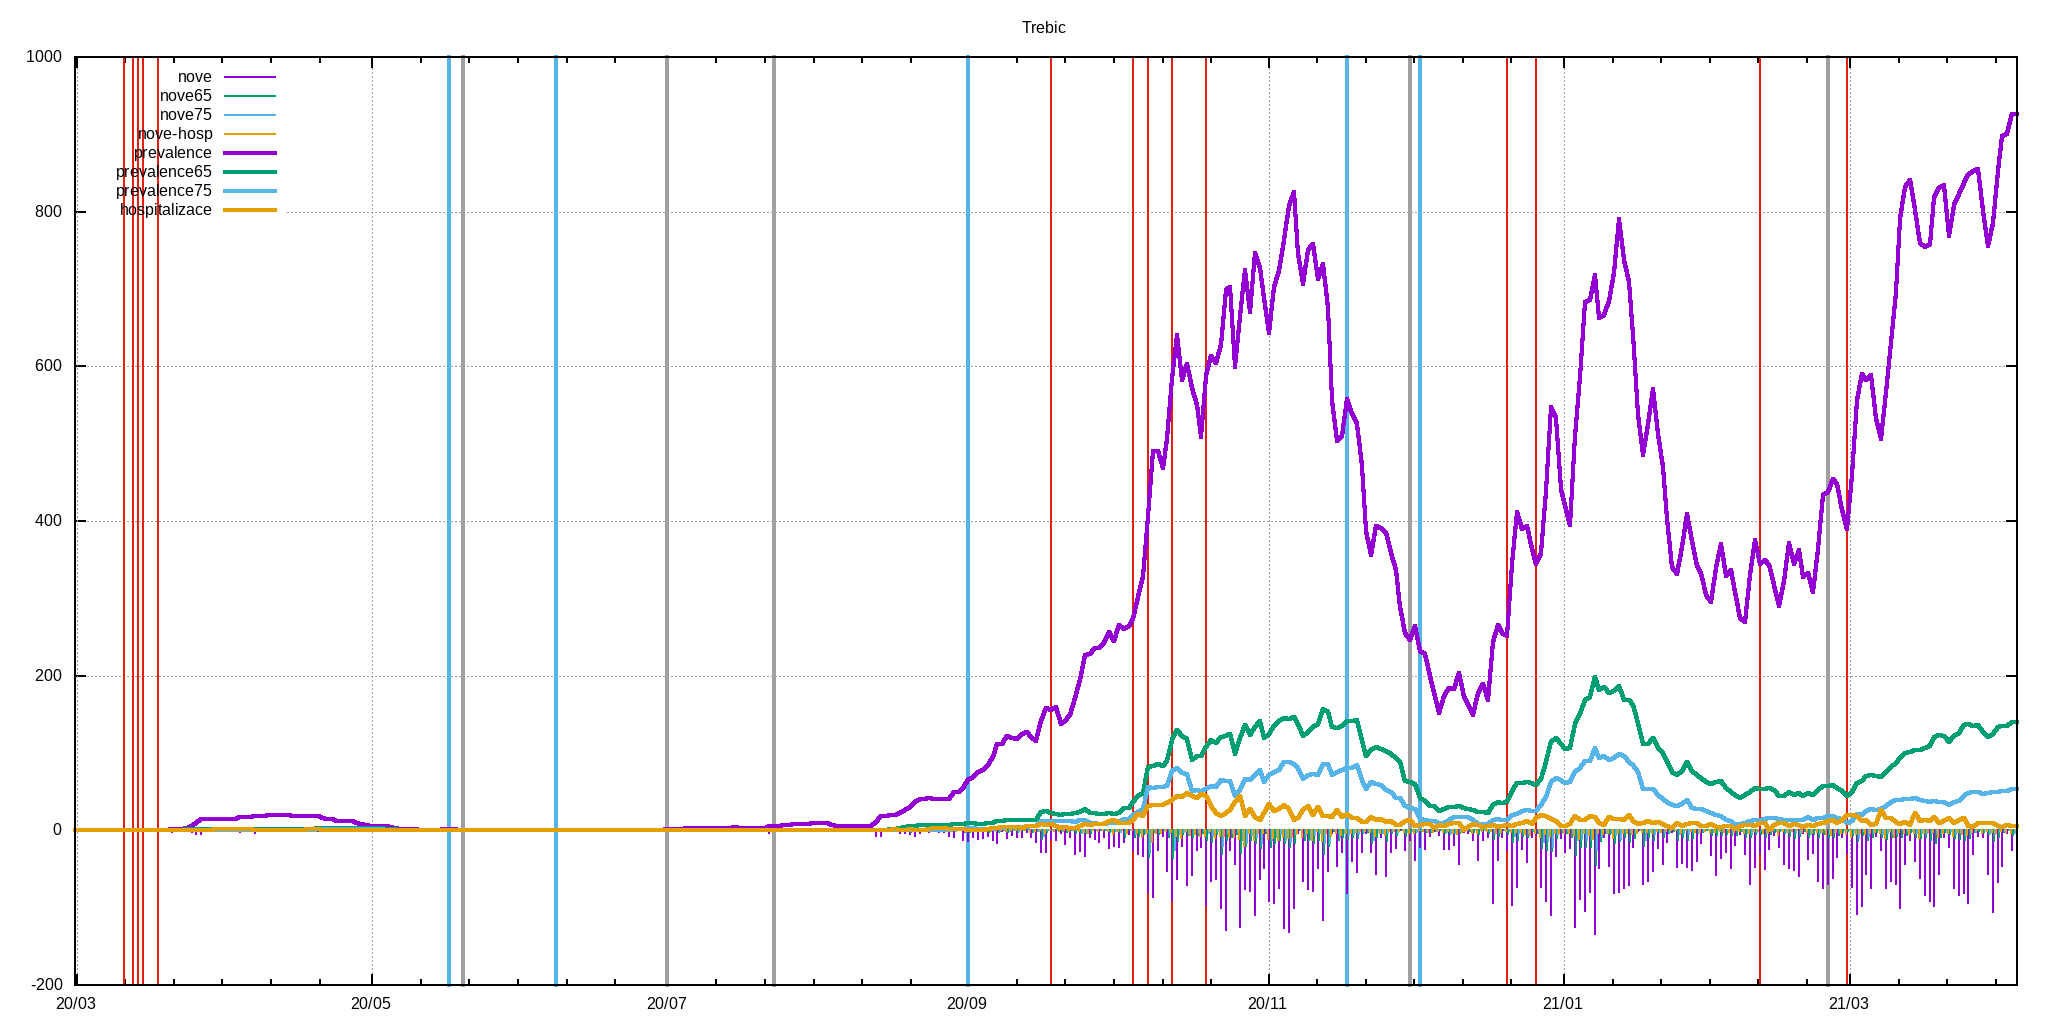 Trebic
1000
800
600
400
200
0
-200
nove
nove65
nove75
nove-hosp
prevalence
prevalence65
prevalence75
hospitalizace
20/03
20/05
20/07
20/09
20/11
21/01
21/03